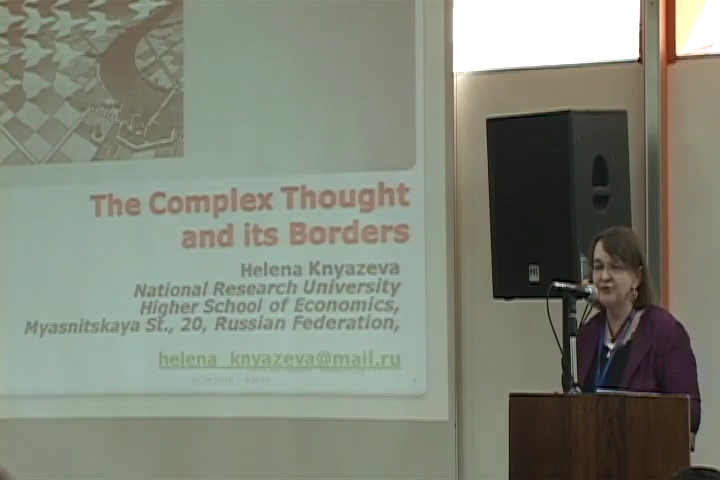 The Complex Thought
and its Borders
Helena Knyazeva
National Research University
Higher School of Economics,
Myasnitskaya St., 20, Russian Federation,
helena_knyazeva@mail.ru